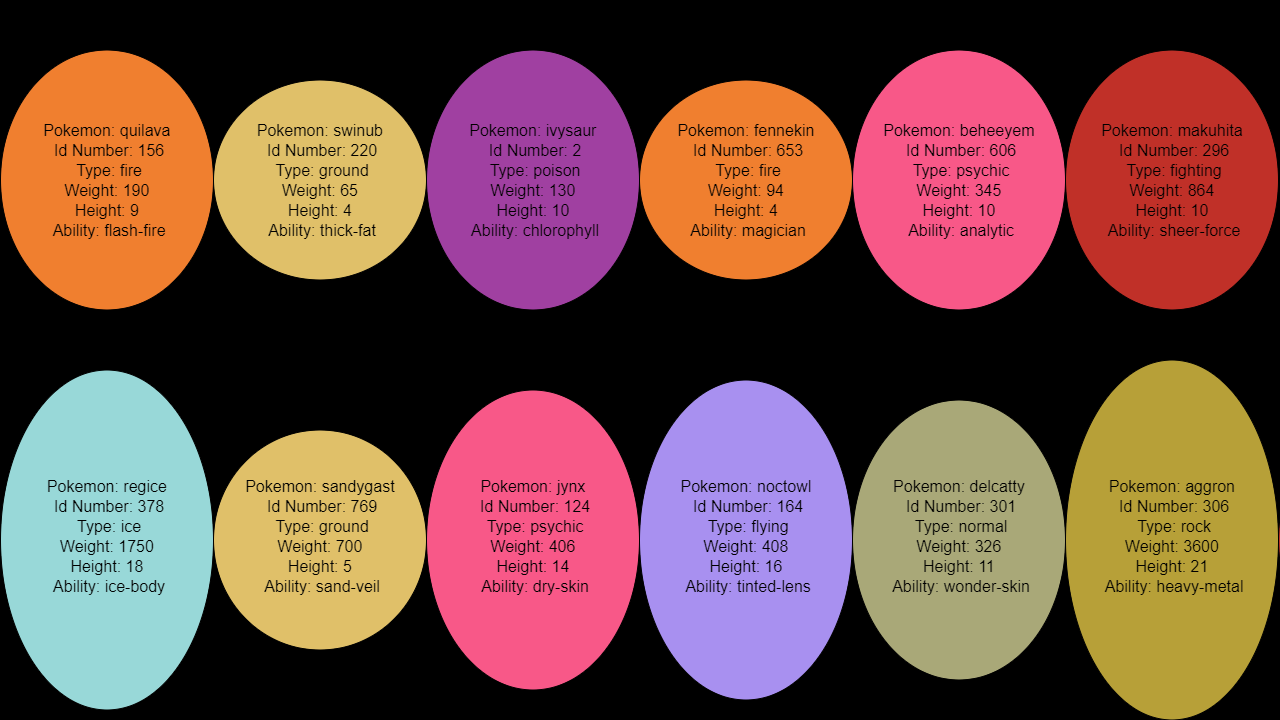 Pokemon: quilava
Id Number: 156
Type: fire
Weight: 190
Height: 9
Ability: flash-fire
Pokemon: swinub
Id Number: 220
Type: ground
Weight: 65
Height: 4
Ability: thick-fat
Pokemon: ivysaur
Id Number: 2
Type: poison
Weight: 130
Height: 10
Ability: chlorophyll
Pokemon: fennekin
Id Number: 653
Type: fire
Weight: 94
Height: 4
Ability: magician
Pokemon: beheeyem
Id Number: 606
Type: psychic
Weight: 345
Height: 10
Ability: analytic
Pokemon: makuhita
Id Number: 296
Type: fighting
Weight: 864
Height: 10
Ability: sheer-force
Pokemon: regice
Id Number: 378
Type: ice
Weight: 1750
Height: 18
Ability: ice-body
Pokemon: sandygast
Id Number: 769
Type: ground
Weight: 700
Height: 5
Ability: sand-veil
Pokemon: jynx
Id Number: 124
Type: psychic
Weight: 406
Height: 14
Ability: dry-skin
Pokemon: noctowl
Id Number: 164
Type: flying
Weight: 408
Height: 16
Ability: tinted-lens
Pokemon: delcatty
Id Number: 301
Type: normal
Weight: 326
Height: 11
Ability: wonder-skin
Pokemon: aggron
Id Number: 306
Type: rock
Weight: 3600
Height: 21
Ability: heavy-metal